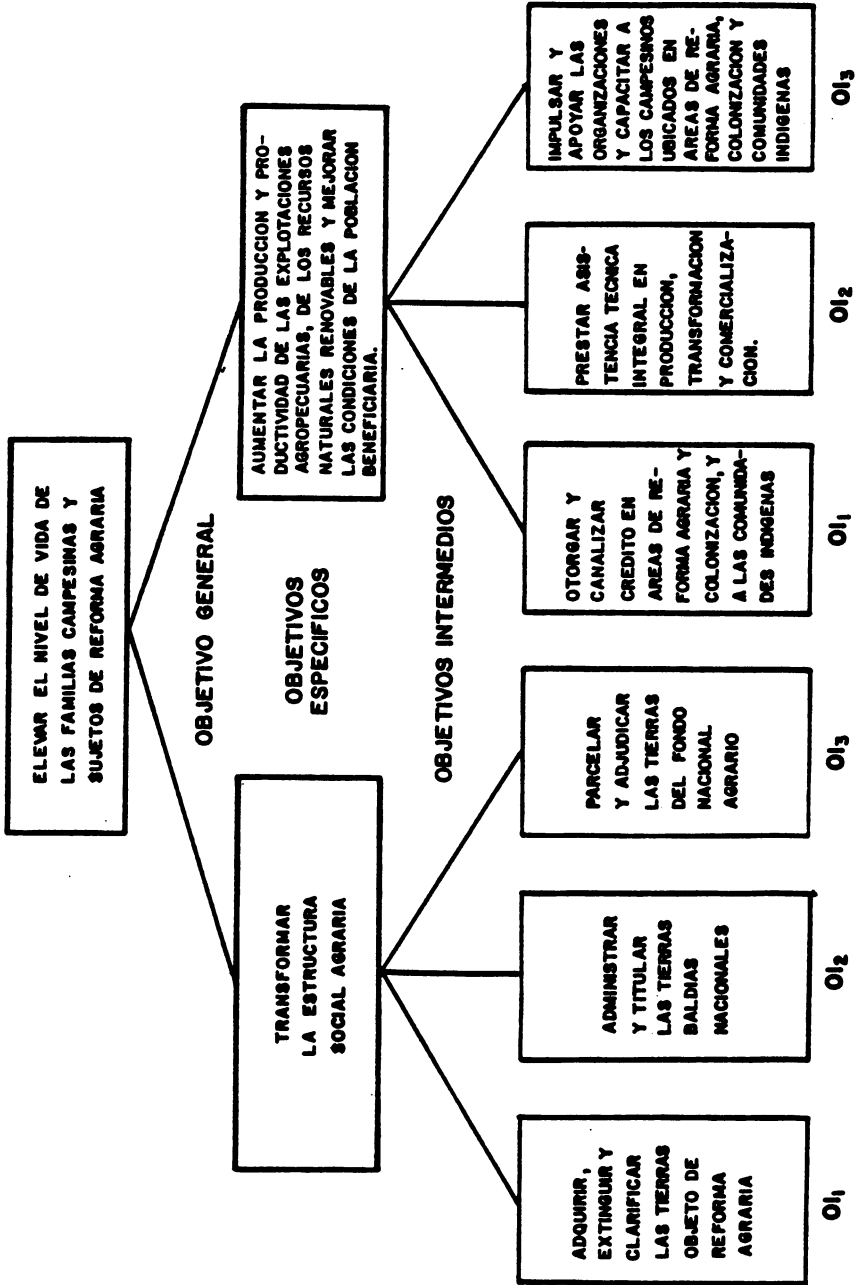 ELEVAR EL NIVEL DE VIDA DE
LAS FAMILIAS CAMPESINAS Y
SUJETOS DE REFORMA AGRARIA
OBJETIVO GENERAL
TRANSFORMAR
LA ESTRUCTURA
SOCIAL AGRARIA
OBJETIVOS
ESPECIFICOS
AUMENTAR LA PRODUCCION Y PRO-
DUCTIVIDAD DE LAS EXPLOTACIONES
AGROPECUARIAS, DE LOS RECURSOS
NATURALES RENOVABLES Y MEJORAR
LAS CONDICIONES DE LA POBLACION
BENEFICIARIA.
OBJETIVOS INTERMEDIOS
ADQUIRIR,
EXTINGUIR Y
CLARIFICAR
LAS TIERRAS
OBJETO DE
REFORMA
AGRARIA
OI1
ADMINISTRAR
Y TITULAR
LAS TIERRAS
BALDIAS
NACIONALES
OI2
PARCELAR
Y ADJUDICAR
LAS TIERRAS
DEL FONDO
NACIONAL
AGRARIO
OI3
OTORGAR Y
CANALIZAR
CREDITO EN
AREAS DE RE-
FORMA AGRARIA Y
COLONIZACION, Y
A LAS COMUNIDA-
DES INDIGENAS
OI1
PRESTAR ASIS-
TENCIA TECNICA
INTEGRAL EN
PRODUCCION,
TRANSFORMACION
Y COMERCIALIZA-
CION.
OI2
IMPULSAR Y
APOYAR LAS
ORGANIZACIONES
Y CAPACITAR A
LOS CAMPESINOS
UBICADOS EN
AREAS DE RE-
FORMA AGRARIA,
COLONIZACION Y
COMUNIDADES
INDIGENAS
OI3